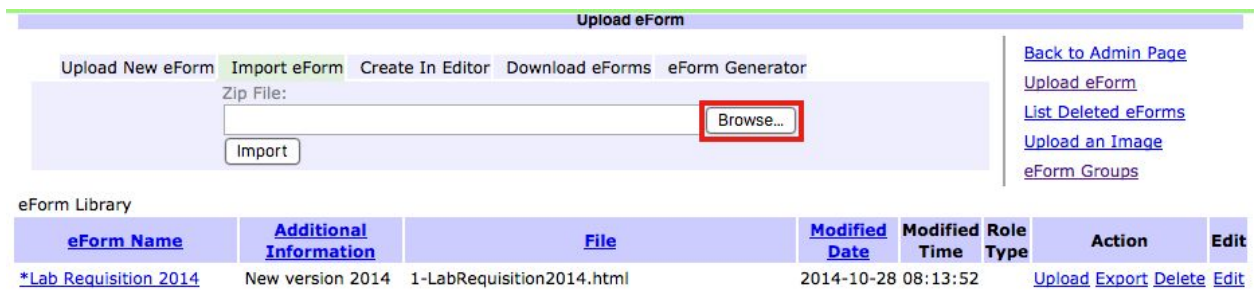 Upload eForm
Upload New eForm Import eForm Create In Editor Download eForms eForm Generator
Zip File:
Browse...
Import
Back to Admin Page
Upload eForm
List Deleted eForms
Upload an Image
eForm Groups
eForm Library
eForm Name Additional Information File Modified Date Modified Time Role Type Action Edit
*Lab Requisition 2014 New version 2014 1-LabRequisition2014.html 2014-10-28 08:13:52 Upload Export Delete Edit